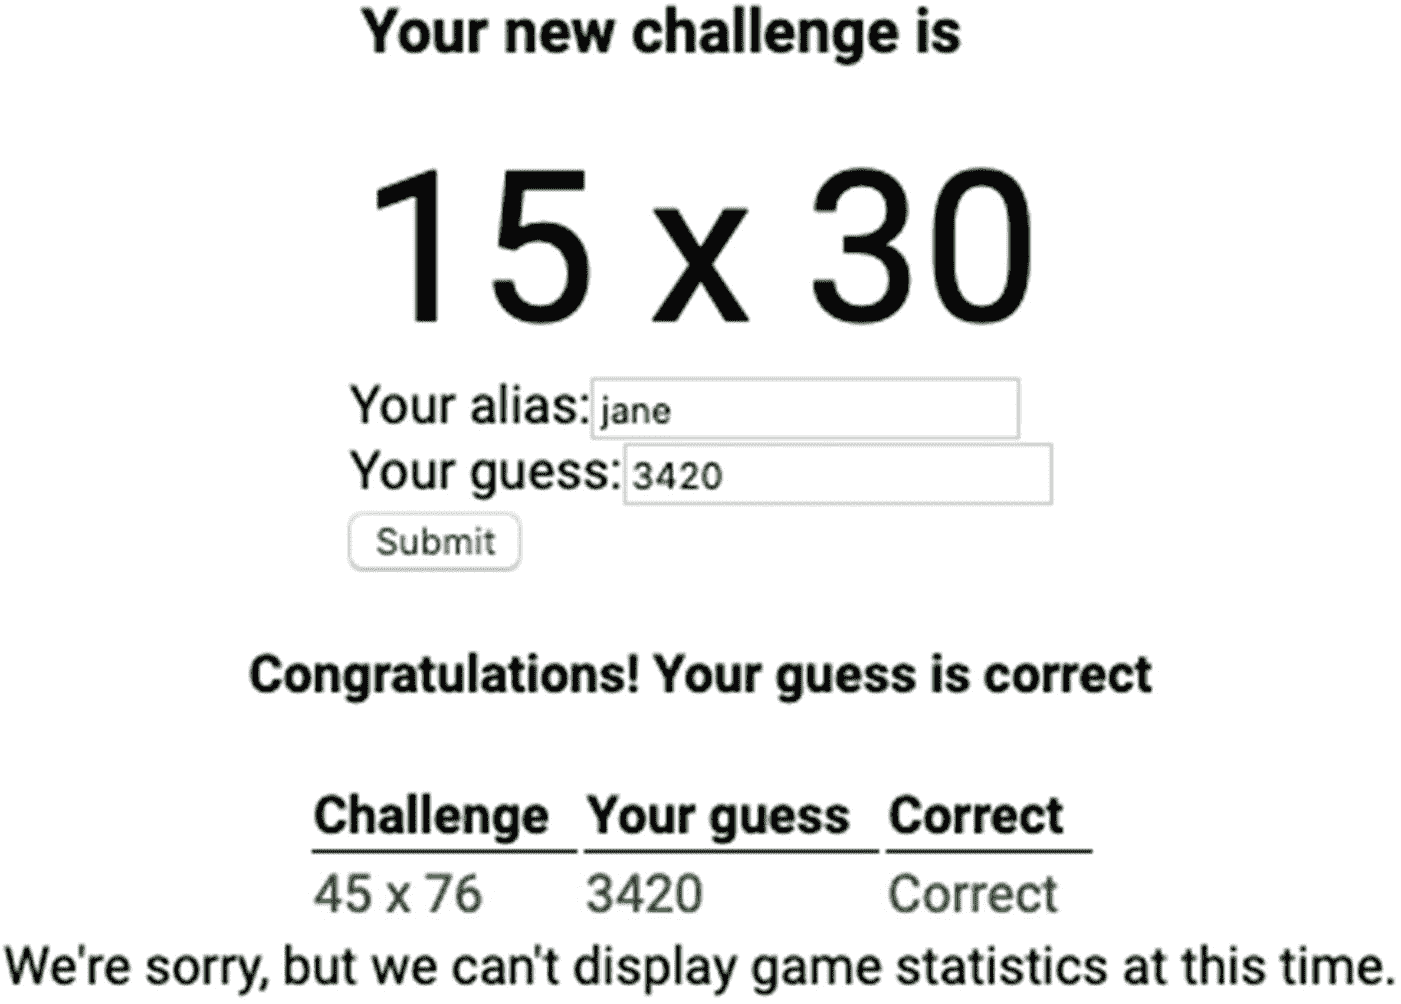 Your new challenge is
15 x 30
Your alias: jane
Your guess: 3420
Submit
Congratulations! Your guess is correct
Challenge Your guess Correct
45 x 76 3420 Correct
We're sorry, but we can't display game statistics at this time.